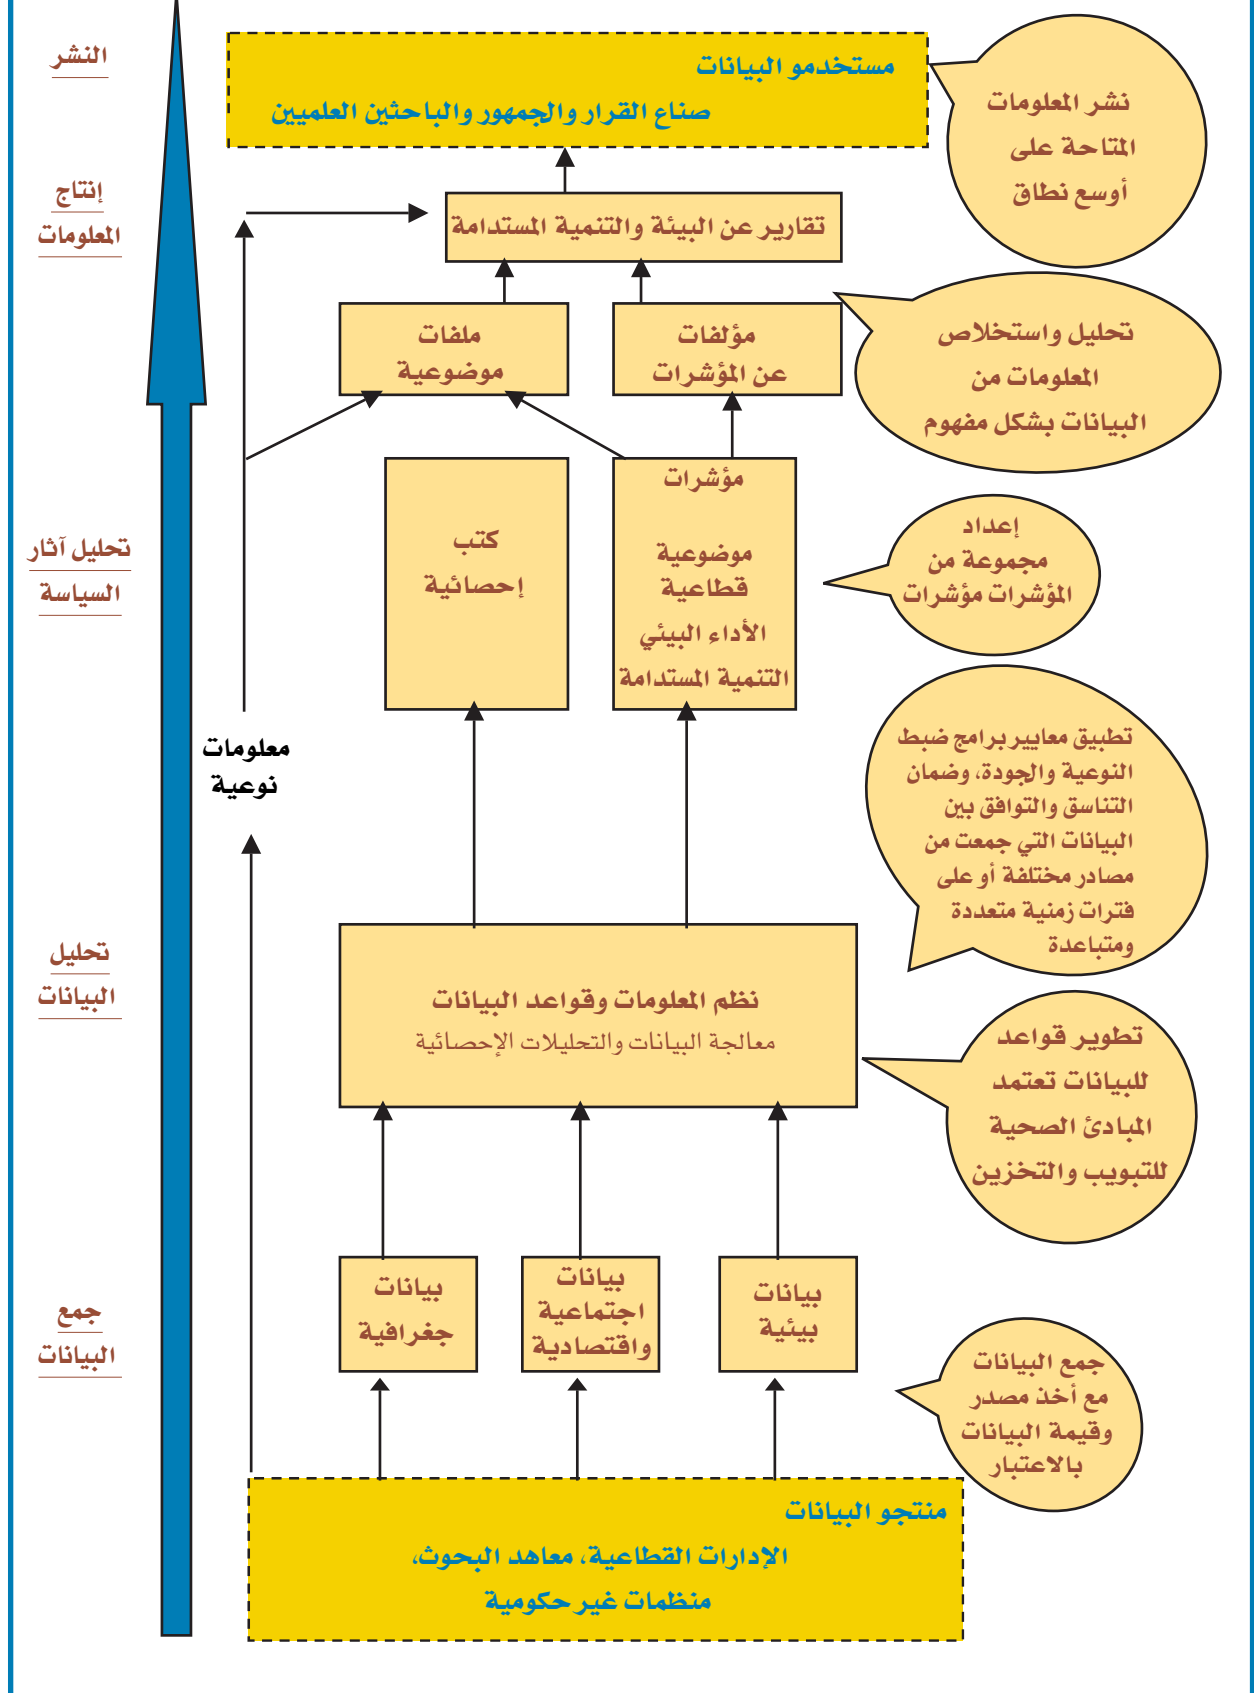 النشر
مستخدمو البيانات
صناع القرار والجمهور والباحثين العلميين
نشر المعلومات
المتاحة على
أوسع نطاق
إنتاج
المعلومات
تقارير عن البيئة والتنمية المستدامة
ملفات
موضوعية
مؤلفات
عن المؤشرات
تحليل واستخلاص
المعلومات من
البيانات بشكل مفهوم
تحليل آثار
السياسة
كتب
إحصائية
مؤشرات
موضوعية
قطاعية
الأداء البيئي
التنمية المستدامة
إعداد
مجموعة من
المؤشرات مؤشرات
معلومات
نوعية
تطبيق معايير برامج ضبط
النوعية والجودة، وضمان
التناسق والتوافق بين
البيانات التي جمعت من
مصادر مختلفة أو على
فترات زمنية متعددة
ومتباعدة
تحليل
البيانات
نظم المعلومات وقواعد البيانات
معالجة البيانات والتحليلات الإحصائية
تطوير قواعد
للبيانات تعتمد
المبادئ الصحية
للتبويب والتخزين
جمع
البيانات
بيانات
جغرافية
بيانات
اجتماعية
واقتصادية
بيانات
بيئية
جمع البيانات
مع أخذ مصدر
وقيمة البيانات
بالاعتبار
منتجو البيانات
الإدارات القطاعية، معاهد البحوث،
منظمات غير حكومية